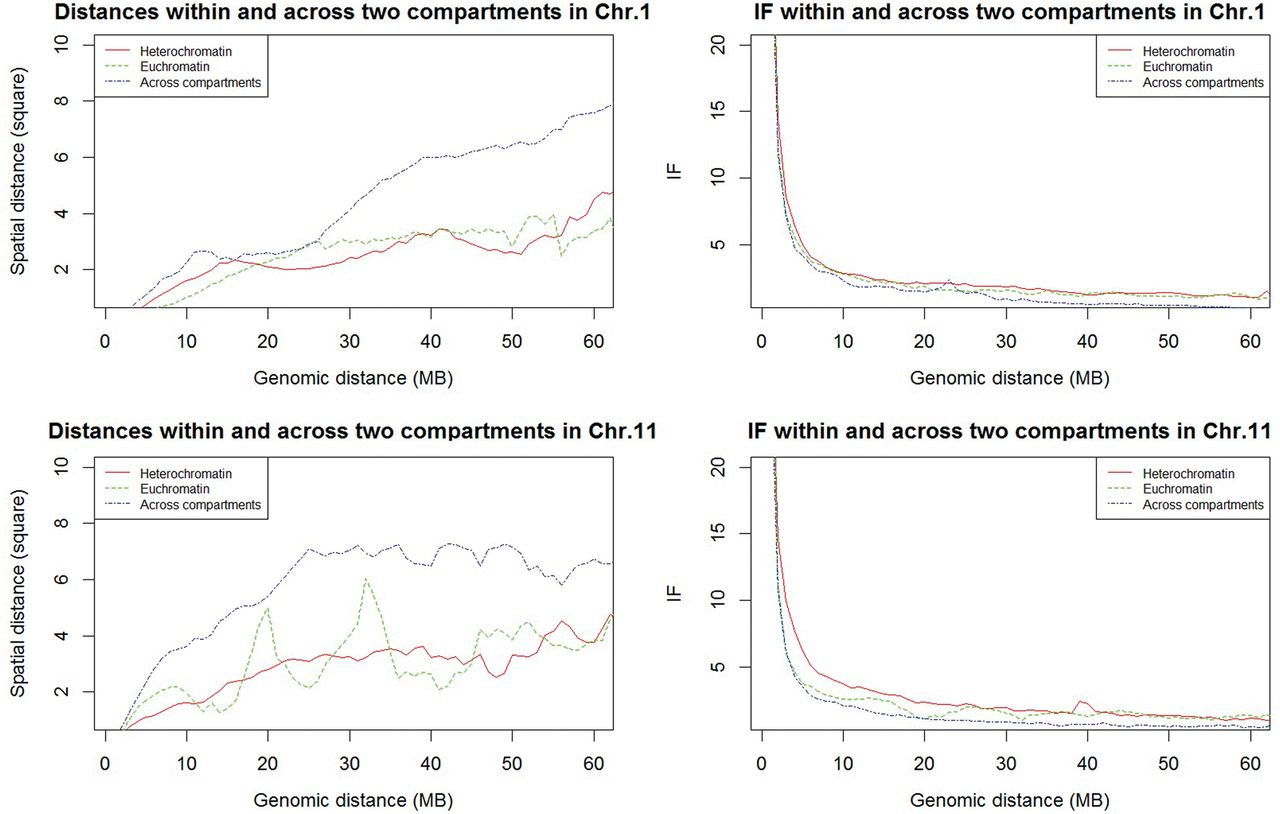 Distances within and across two compartments in Chr.1
10
8
6
4
2
Spatial distance (square)
Heterochromatin
Euchromatin
Across compartments
0 10 20 30 40 50 60
Genomic distance (MB)
IF within and across two compartments in Chr.1
20
15
10
5
IF
Heterochromatin
Euchromatin
Across compartments
0 10 20 30 40 50 60
Genomic distance (MB)
Distances within and across two compartments in Chr.11
10
8
6
4
2
Spatial distance (square)
Heterochromatin
Euchromatin
Across compartments
0 10 20 30 40 50 60
Genomic distance (MB)
IF within and across two compartments in Chr.11
20
15
10
5
IF
Heterochromatin
Euchromatin
Across compartments
0 10 20 30 40 50 60
Genomic distance (MB)